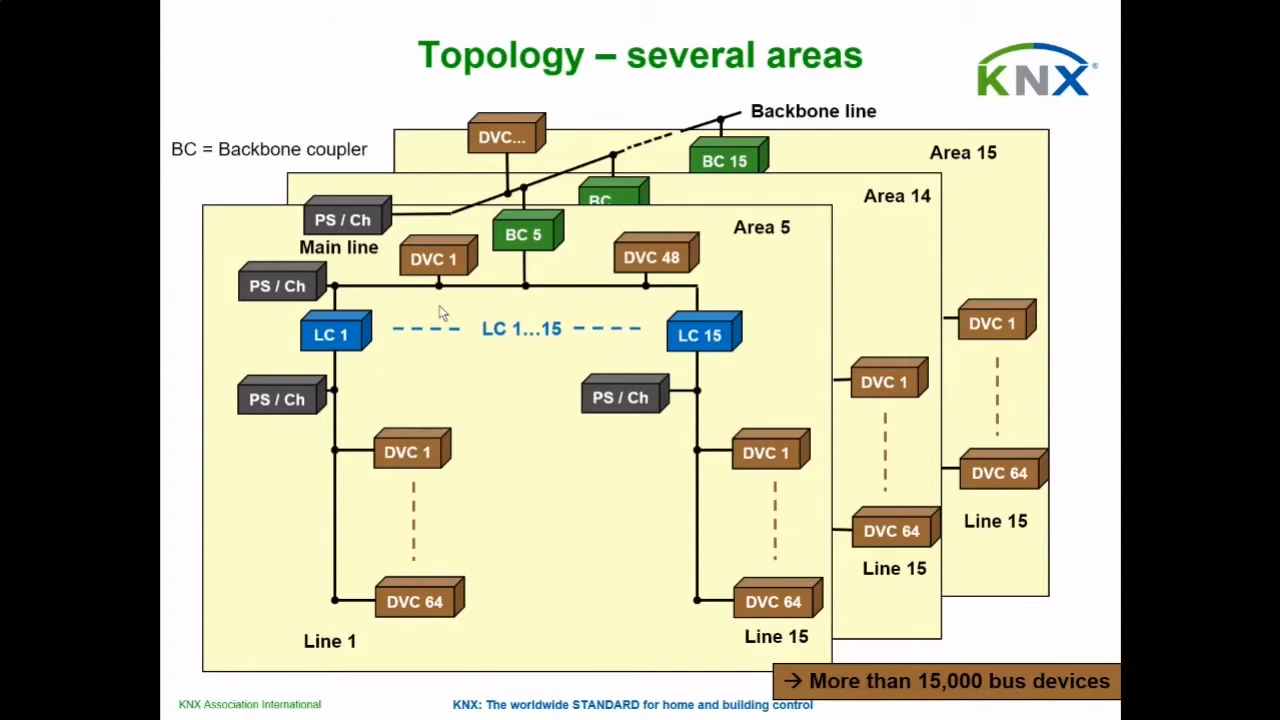 Topology – several areas
KNX®
Backbone line
DVC...
BC = Backbone coupler
BC 15
Area 15
BC
Area 14
PS / Ch
BC 5
Area 5
Main line
DVC 1
DVC 48
PS / Ch
LC 1
LC 1…15
LC 15
DVC 1
DVC 1
PS / Ch
PS / Ch
DVC 1
DVC 1
DVC 64
Line 15
DVC 64
Line 15
DVC 64
DVC 64
Line 1
Line 15
→ More than 15,000 bus devices
KNX Association International
KNX: The worldwide STANDARD for home and building control